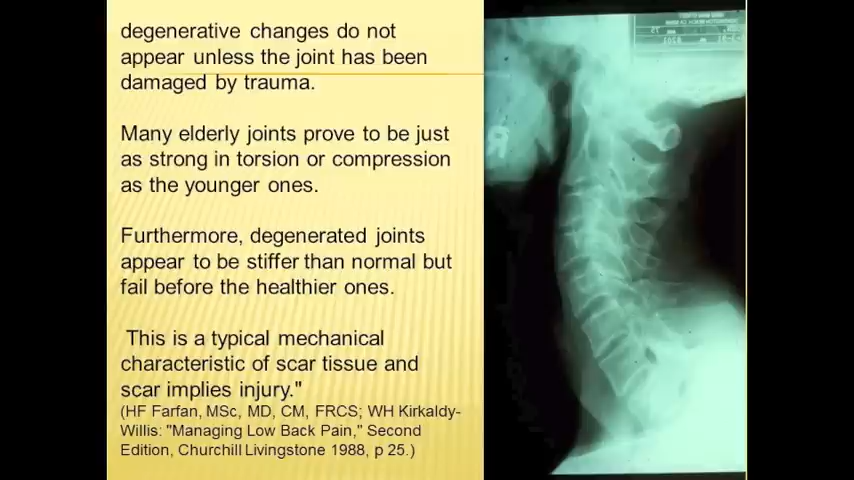 degenerative changes do not
appear unless the joint has been
damaged by trauma.
Many elderly joints prove to be just
as strong in torsion or compression
as the younger ones.
Furthermore, degenerated joints
appear to be stiffer than normal but
fail before the healthier ones.
This is a typical mechanical
characteristic of scar tissue and
scar implies injury."
(HF Farfan, MSc, MD, CM, FRCS; WH Kirkaldy-
Willis: "Managing Low Back Pain," Second
Edition, Churchill Livingstone 1988, p 25.)
R